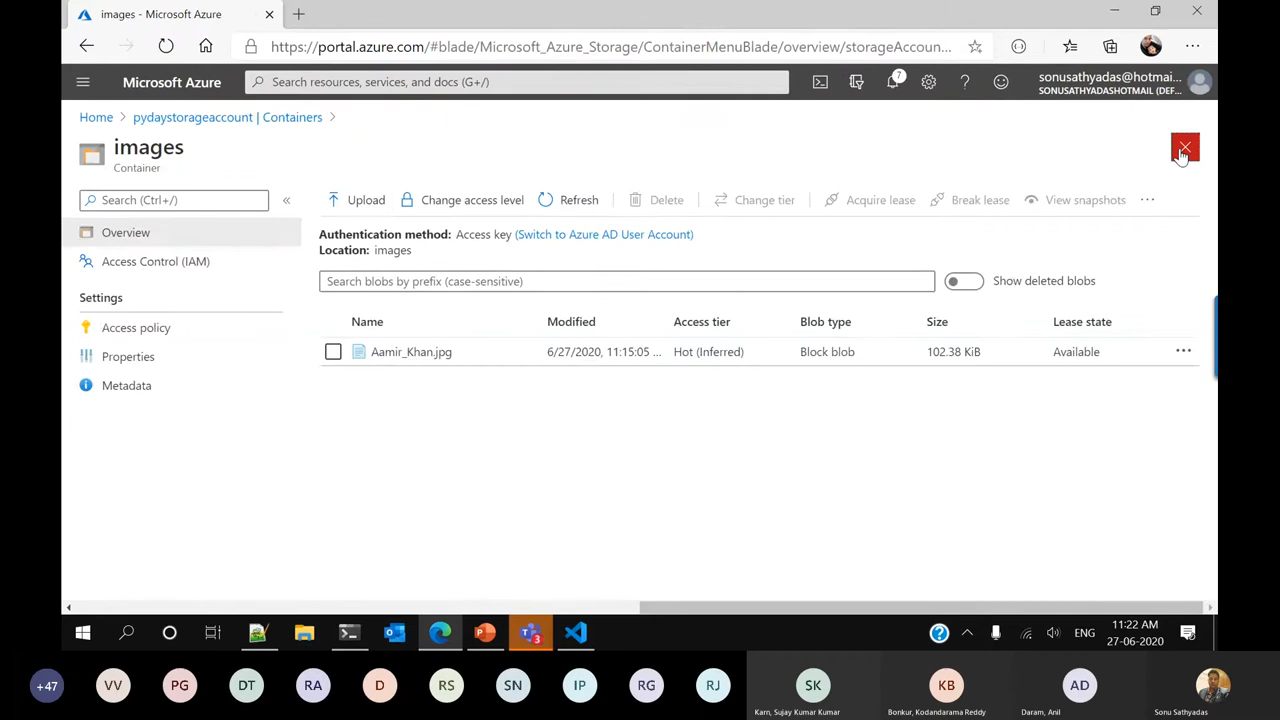 images - Microsoft Azure
https://portal.azure.com/#blade/Microsoft_Azure_Storage/ContainerMenuBlade/overview/storageAccoun...
Microsoft Azure
Search resources, services, and docs (G+/)
7
sonusathyadas@hotmai...
SONUSATHYADASHOTMAIL (DEF...
Home > pydaystorageaccount | Containers >
images
Container
Search (Ctrl+/)
Overview
Access Control (IAM)
Settings
Access policy
Properties
Metadata
Upload Change access level Refresh Delete Change tier Acquire lease Break lease View snapshots ...
Authentication method: Access key (Switch to Azure AD User Account)
Location: images
Search blobs by prefix (case-sensitive)
Show deleted blobs
Name Modified Access tier Blob type Size Lease state
Aamir_Khan.jpg 6/27/2020, 11:15:05 ... Hot (Inferred) Block blob 102.38 KiB Available ...
3
ENG
11:22 AM
27-06-2020
+47 VV PG DT RA D RS SN IP RG RJ SK KB AD
Karn, Sujay Kumar Kumar
Bonkur, Kodandarama Reddy
Daram, Anil
Sonu Sathyadas